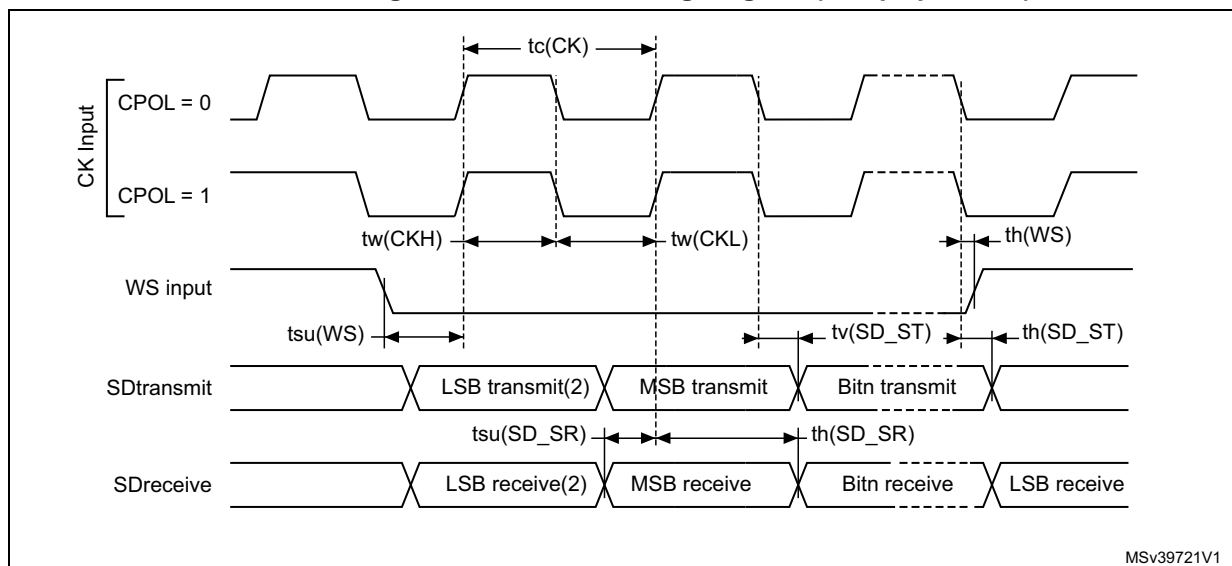 tc(CK)
CK Input
CPOL = 0
CPOL = 1
tw(CKH)
tw(CKL)
th(WS)
WS input
tsu(WS)
tv(SD_ST)
th(SD_ST)
SDtransmit
LSB transmit(2)
MSB transmit
Bitn transmit
tsu(SD_SR)
th(SD_SR)
SDreceive
LSB receive(2)
MSB receive
Bitn receive
LSB receive
MSv39721V1